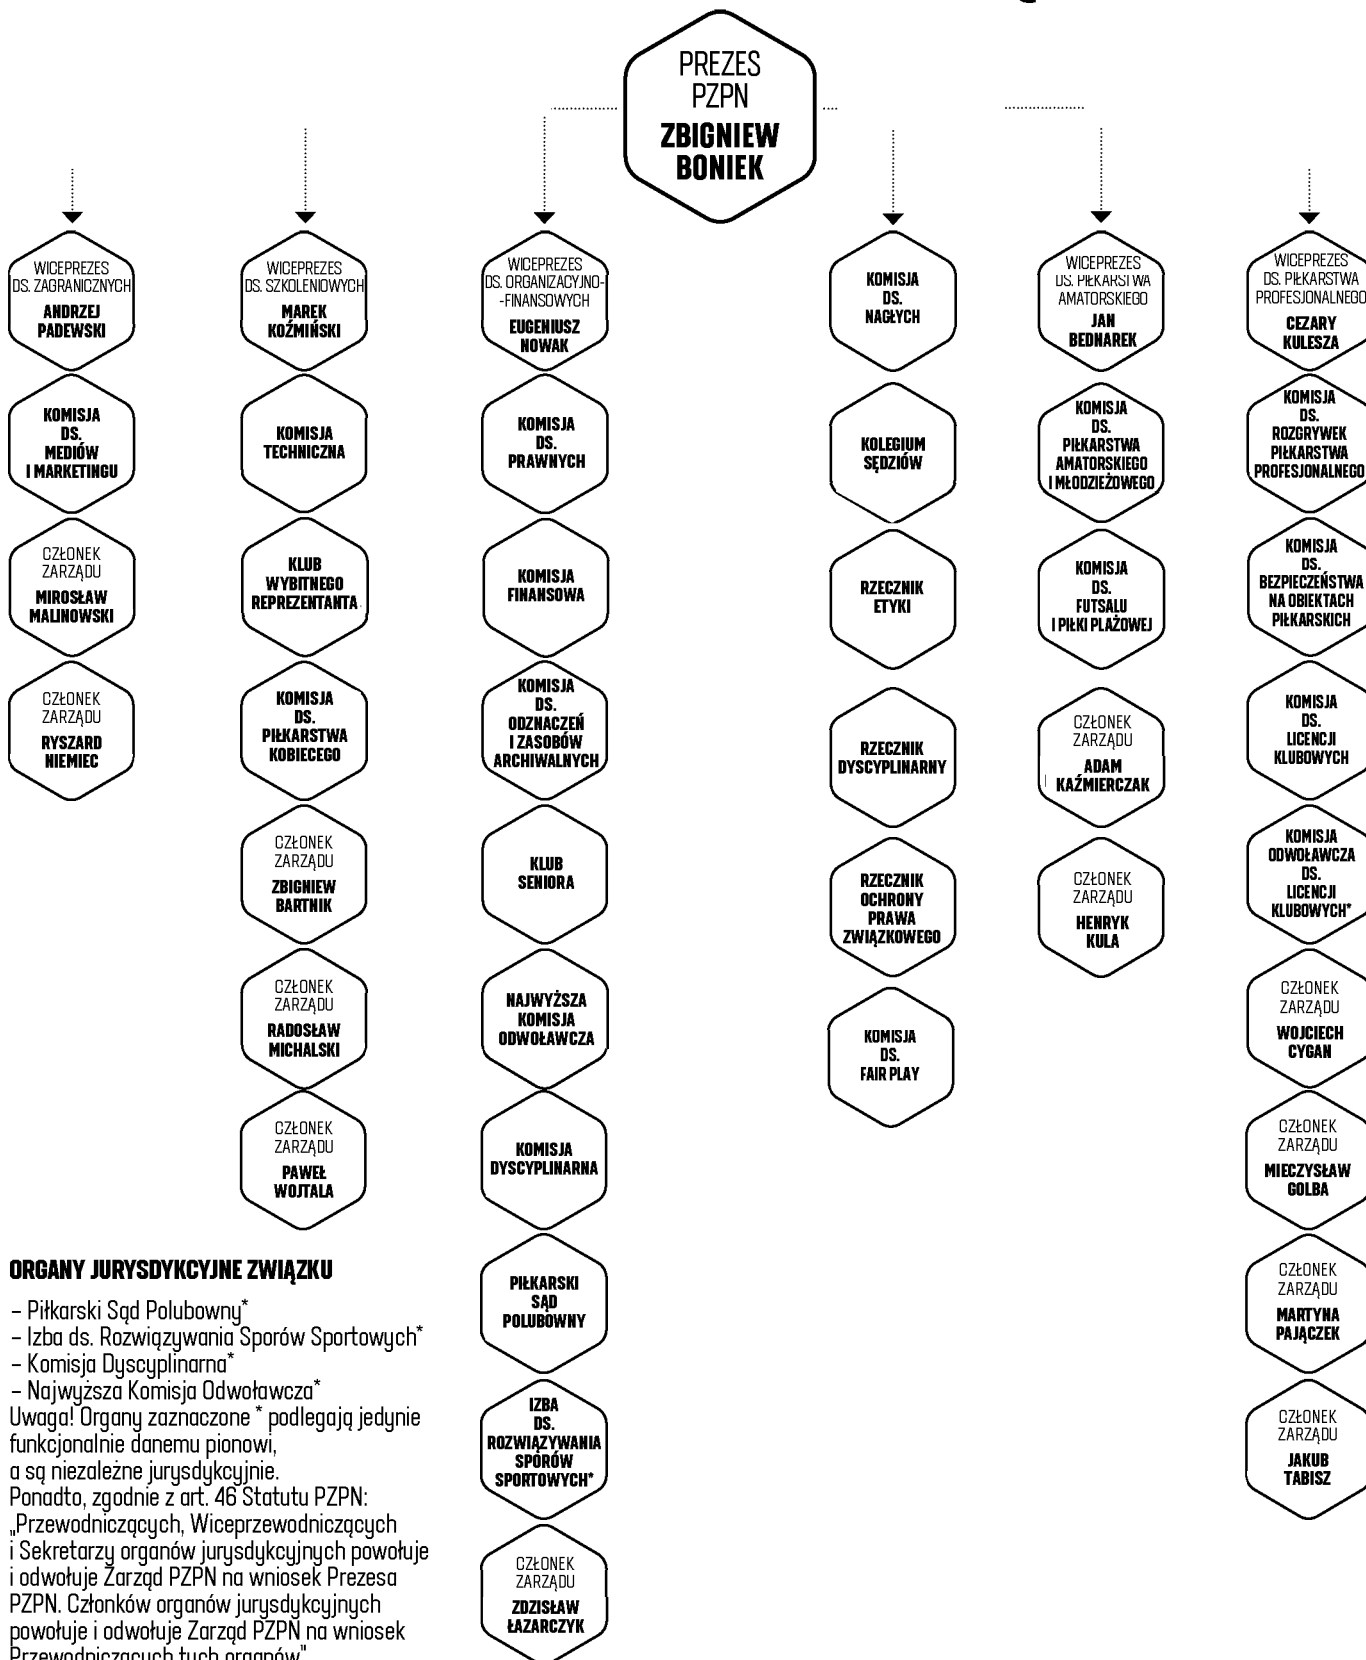 PREZES
PZPN
ZBIGNIEW
BONIEK
WICEPREZES
DS. ZAGRANICZNYCH
ANDRZEJ
PADEWSKI
KOMISJA
DS.
MEDIÓW
I MARKETINGU
CZŁONEK
ZARZĄDU
MIROSŁAW
MALINOWSKI
CZŁONEK
ZARZĄDU
RYSZARD
NIEMIEC
WICEPREZES
DS. SZKOLENIOWYCH
MAREK
KOŹMIŃSKI
KOMISJA
TECHNICZNA
KLUB
WYBITNEGO
REPREZENTANTA
KOMISJA
DS.
PIŁKARSTWA
KOBIECEGO
CZŁONEK
ZARZĄDU
ZBIGNIEW
BARTNIK
CZŁONEK
ZARZĄDU
RADOSŁAW
MICHALSKI
CZŁONEK
ZARZĄDU
PAWEŁ
WOJTALA
WICEPREZES
DS. ORGANIZACYJNO-
-FINANSOWYCH
EUGENIUSZ
NOWAK
KOMISJA
DS.
PRAWNYCH
KOMISJA
FINANSOWA
KOMISJA
DS.
ODZNACZEŃ
I ZASOBÓW
ARCHIWALNYCH
KLUB
SENIORA
NAJWYŻSZA
KOMISJA
ODWOŁAWCZA
KOMISJA
DYSCYPLINARNA
PIŁKARSKI
SĄD
POLUBOWNY
IZBA
DS.
ROZWIĄZYWANIA
SPORÓW
SPORTOWYCH*
CZŁONEK
ZARZĄDU
ZDZISŁAW
ŁAZARCZYK
KOMISJA
DS.
NAGŁYCH
KOLEGIUM
SĘDZIÓW
RZECZNIK
ETYKI
RZECZNIK
DYSCYPLINARNY
RZECZNIK
OCHRONY
PRAWA
ZWIĄZKOWEGO
KOMISJA
DS.
FAIR PLAY
WICEPREZES
DS. PIŁKARSTWA
AMATORSKIEGO
JAN
BEDNAREK
KOMISJA
DS.
PIŁKARSTWA
AMATORSKIEGO
I MŁODZIEŻOWEGO
KOMISJA
DS.
FUTSALU
I PIŁKI PLAŻOWEJ
CZŁONEK
ZARZĄDU
ADAM
KAŹMIERCZAK
CZŁONEK
ZARZĄDU
HENRYK
KULA
WICEPREZES
DS. PIŁKARSTWA
PROFESJONALNEGO
CEZARY
KULESZA
KOMISJA
DS.
ROZGRYWEK
PIŁKARSTWA
PROFESJONALNEGO
KOMISJA
DS.
BEZPIECZEŃSTWA
NA OBIEKTACH
PIŁKARSKICH
KOMISJA
DS.
LICENCJI
KLUBOWYCH
KOMISJA
ODWOŁAWCZA
DS.
LICENCJI
KLUBOWYCH*
CZŁONEK
ZARZĄDU
WOJCIECH
CYGAN
CZŁONEK
ZARZĄDU
MIECZYSŁAW
GOLBA
CZŁONEK
ZARZĄDU
MARTYNA
PAJĄCZEK
CZŁONEK
ZARZĄDU
JAKUB
TABISZ
ORGANY JURYSDYKCYJNE ZWIĄZKU
– Piłkarski Sąd Polubowny*
– Izba ds. Rozwiązywania Sporów Sportowych*
– Komisja Dyscyplinarna*
– Najwyższa Komisja Odwoławcza*
Uwaga! Organy zaznaczone * podlegają jedynie
funkcjonalnie danemu pionowi,
a są niezależne jurysdykcyjnie.
Ponadto, zgodnie z art. 46 Statutu PZPN:
„Przewodniczących, Wiceprzewodniczących
i Sekretarzy organów jurysdykcyjnych powołuje
i odwołuje Zarząd PZPN na wniosek Prezesa
PZPN. Członków organów jurysdykcyjnych
powołuje i odwołuje Zarząd PZPN na wniosek
Przewodniczących tych organów"